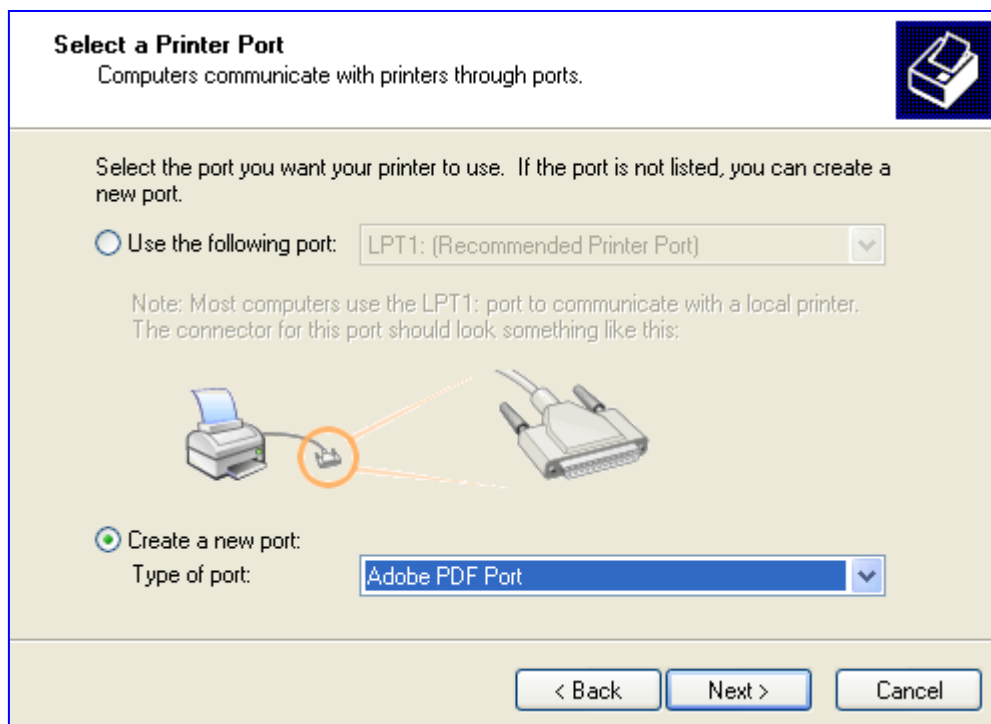 Select a Printer Port
Computers communicate with printers through ports.
Select the port you want your printer to use.  If the port is not listed, you can create a
new port.
Use the following port: LPT1: (Recommended Printer Port)
Note: Most computers use the LPT1: port to communicate with a local printer.
The connector for this port should look something like this:
Create a new port:
Type of port: Adobe PDF Port
< Back Next > Cancel